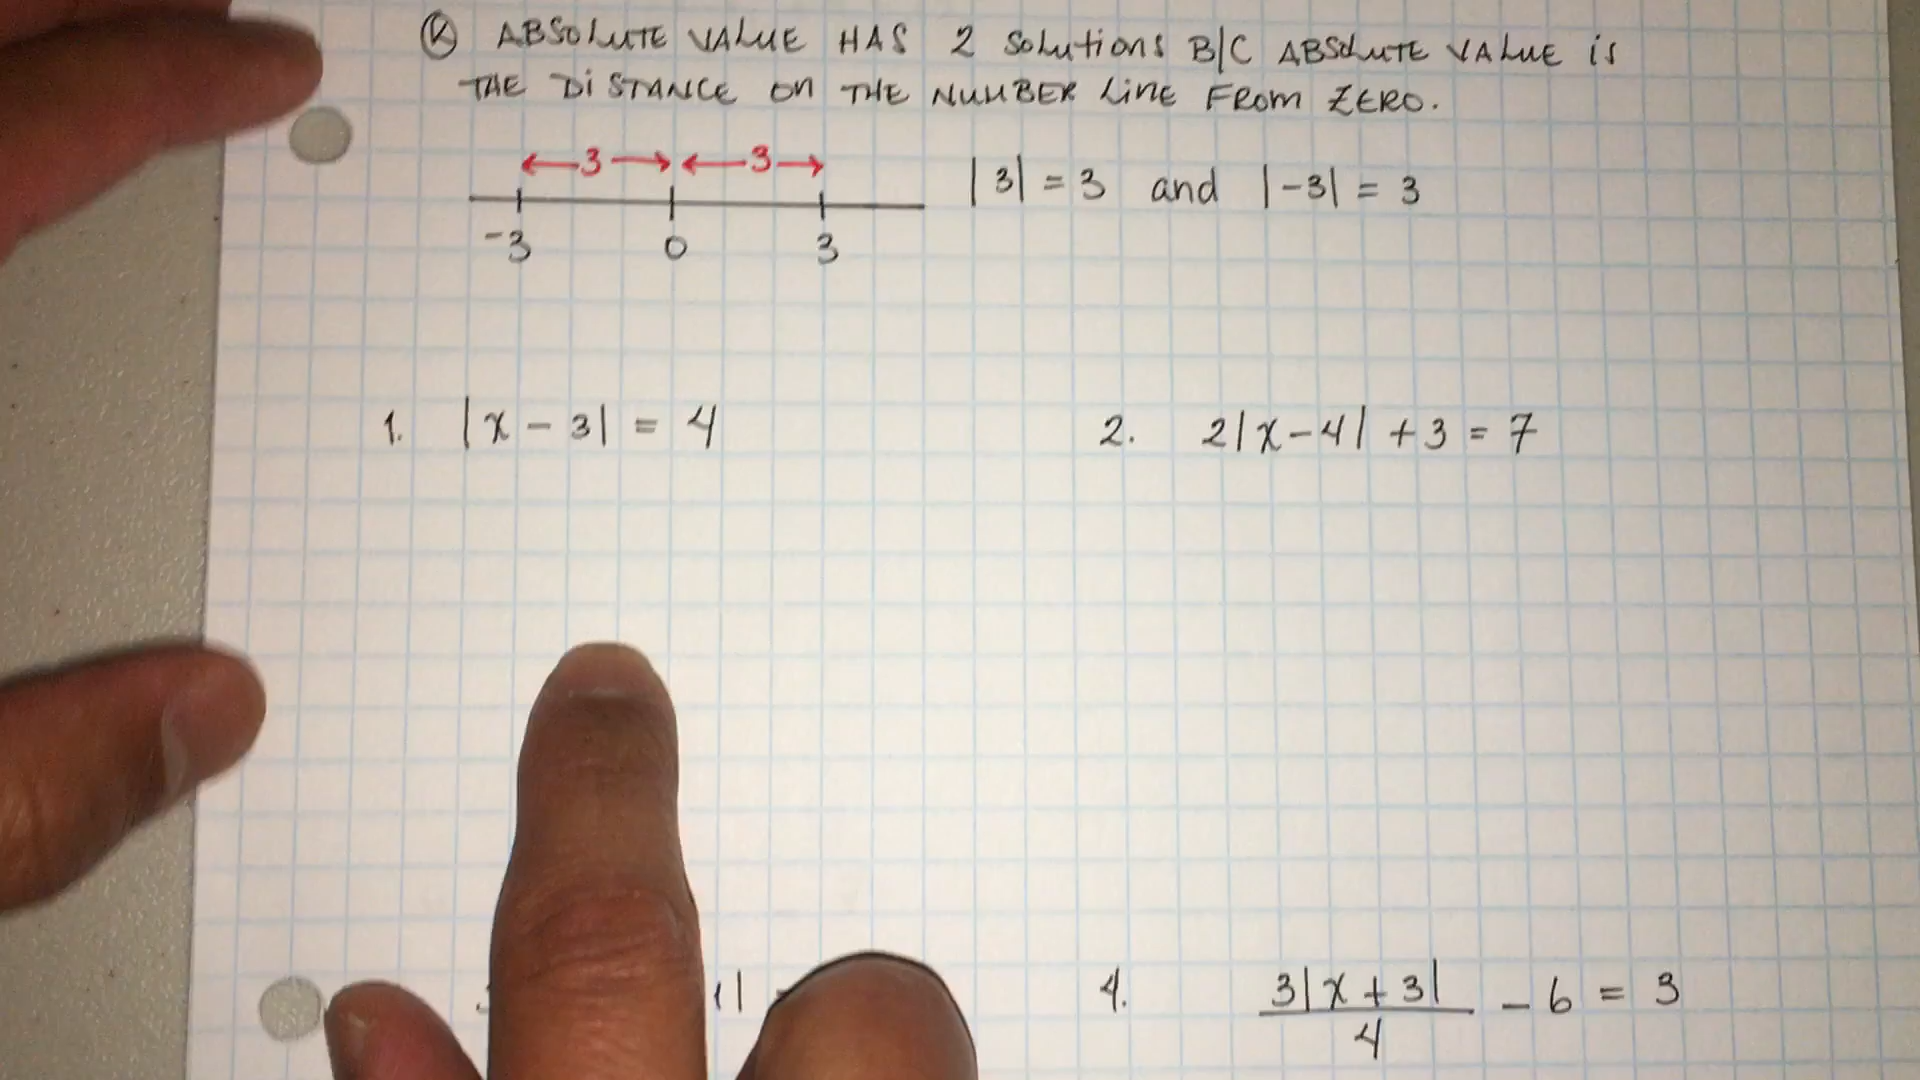 K ABSOLUTE VALUE HAS 2 Solutions B/C ABSOLUTE VALUE is
THE DiSTANCE on THE NUMBER Line FROM ZERO.
←3→ ←3→
|3| = 3 and |-3| = 3
-3 0 3
1. |x - 3| = 4
2. 2|x-4| + 3 = 7
1|
4. 3|x+3|/4 - 6 = 3